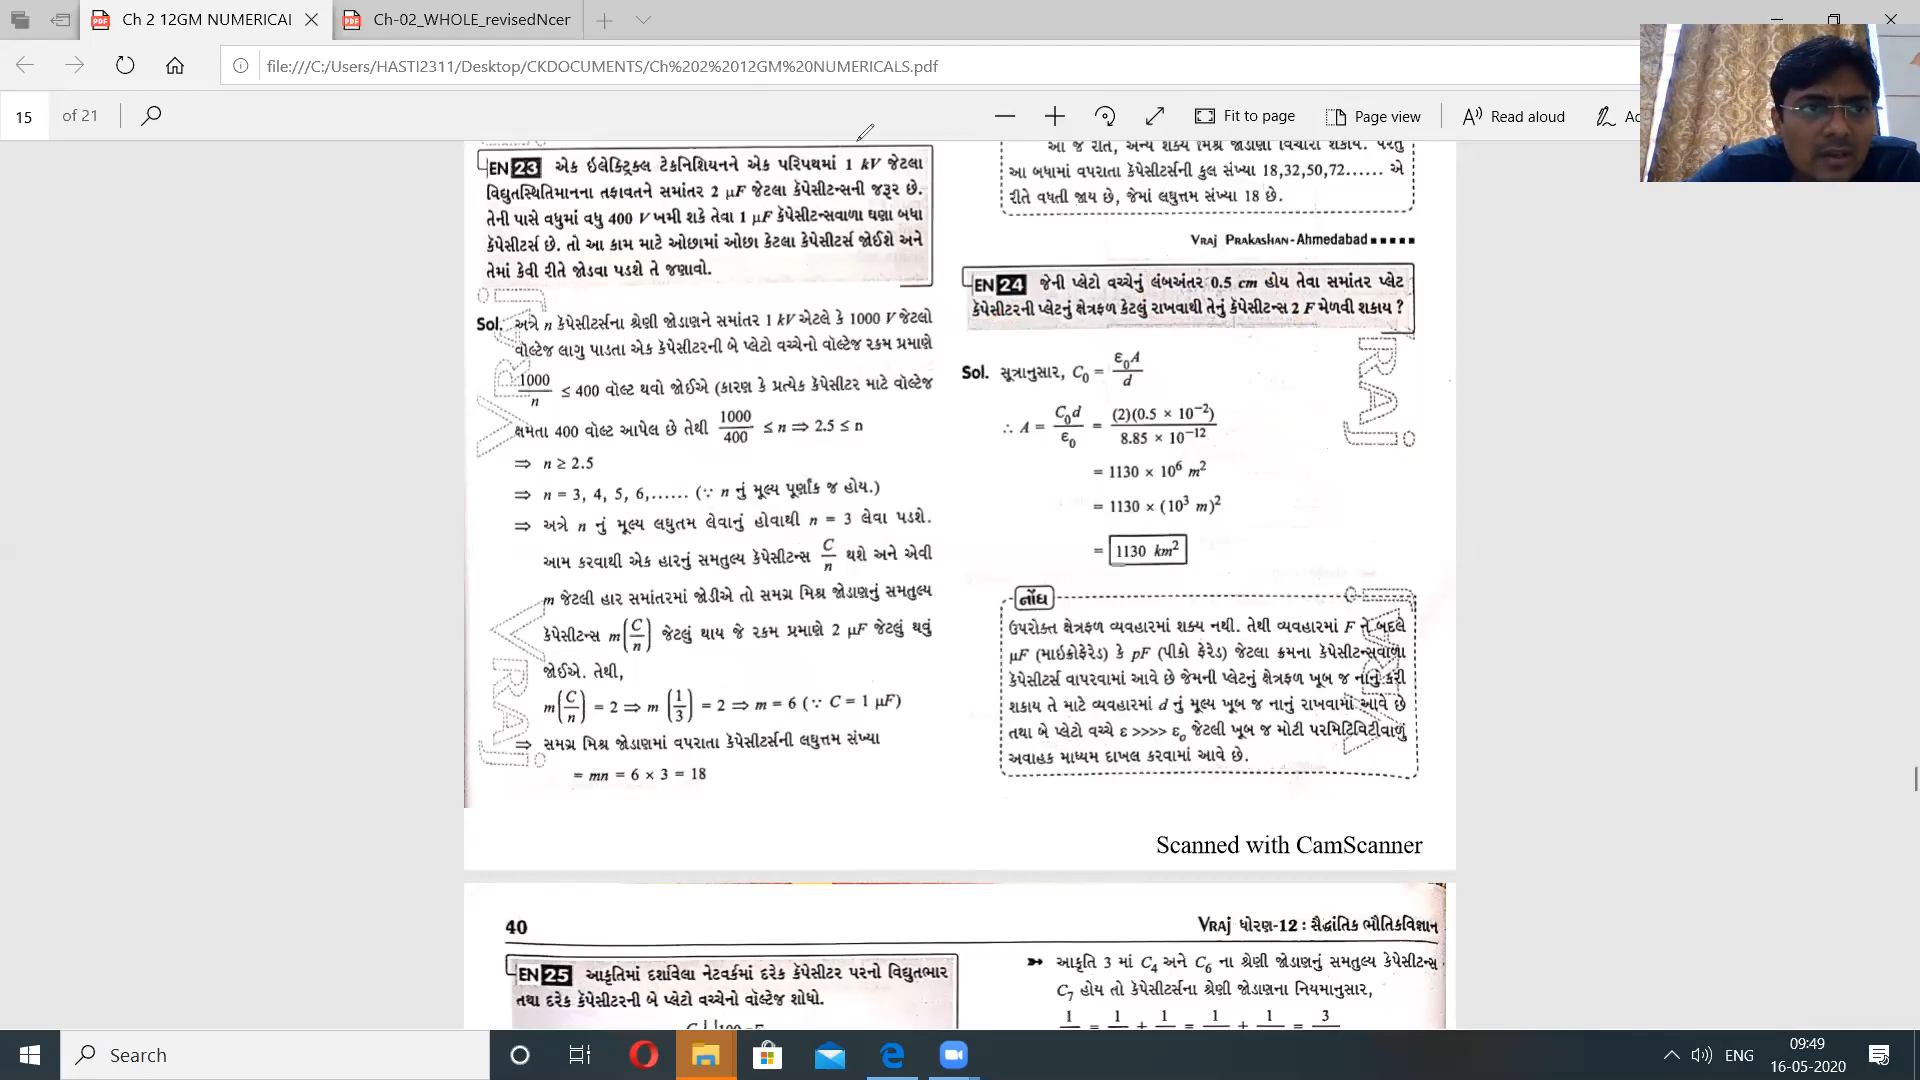 Ch 2 12GM NUMERICAI
Ch-02_WHOLE_revisedNcer
file:///C:/Users/HASTI2311/Desktop/CKDOCUMENTS/Ch%202%2012GM%20NUMERICALS.pdf
15 of 21
Fit to page
Page view
Read aloud
EN 23 એક ઇલેક્ટ્રિકલ ટેકનિશિયનને એક પરિપથમાં 1 kV જેટલા
વિદ્યુતસ્થિતિમાનના તફાવતને સમાંતર 2 μF જેટલા કૅપેસીટન્સની જરૂર છે.
તેની પાસે વધુમાં વધુ 400 V ખમી શકે તેવા 1 μF કૅપેસીટન્સવાળા ઘણા બધા
કૅપેસીટર્સ છે. તો આ કામ માટે ઓછામાં ઓછા કેટલા કેપેસીટર્સ જોઈશે અને
તેમાં કેવી રીતે જોડવા પડશે તે જણાવો.
Sol. અત્રે n કૅપેસીટર્સના શ્રેણી જોડાણને સમાંતર 1 kV એટલે કે 1000 V જેટલો
વોલ્ટેજ લાગુ પાડતા એક કૅપેસીટરની બે પ્લેટો વચ્ચેનો વોલ્ટેજ રકમ પ્રમાણે
1000/n ≤ 400 વૉલ્ટ થવો જોઈએ (કારણ કે પ્રત્યેક કૅપેસીટર માટે વૉલ્ટેજ
ક્ષમતા 400 વૉલ્ટ આપેલ છે તેથી 1000/400 ≤ n ⇒ 2.5 ≤ n
⇒ n ≥ 2.5
⇒ n = 3, 4, 5, 6,...... (∵ n નું મૂલ્ય પૂર્ણાંક જ હોય.)
⇒ અત્રે n નું મૂલ્ય લઘુતમ લેવાનું હોવાથી n = 3 લેવા પડશે.
આમ કરવાથી એક હારનું સમતુલ્ય કૅપેસીટન્સ C/n થશે અને એવી
m જેટલી હાર સમાંતરમાં જોડીએ તો સમગ્ર મિશ્ર જોડાણનું સમતુલ્ય
કૅપેસીટન્સ m(C/n) જેટલું થાય જે રકમ પ્રમાણે 2 μF જેટલું થવું
જોઈએ. તેથી,
m(C/n) = 2 ⇒ m (1/3) = 2 ⇒ m = 6 (∵ C = 1 μF)
⇒ સમગ્ર મિશ્ર જોડાણમાં વપરાતા કૅપેસીટર્સની લઘુત્તમ સંખ્યા
= mn = 6 × 3 = 18
આ જ રીતે, અન્ય શક્ય મિશ્ર જોડાણો વિચારી શકાય. પરંતુ
આ બધામાં વપરાતા કૅપેસીટર્સની કુલ સંખ્યા 18,32,50,72...... એ
રીતે વધતી જાય છે, જેમાં લઘુત્તમ સંખ્યા 18 છે.
VRAJ PRAKASHAN-Ahmedabad
EN 24 જેની પ્લેટો વચ્ચેનું લંબઅંતર 0.5 cm હોય તેવા સમાંતર પ્લેટ
કૅપેસીટરની પ્લેટનું ક્ષેત્રફળ કેટલું રાખવાથી તેનું કૅપેસીટન્સ 2 F મેળવી શકાય ?
Sol. સૂત્રાનુસાર, C₀ = ε₀A/d
∴ A = C₀d/ε₀ = (2)(0.5 × 10⁻²)/8.85 × 10⁻¹²
= 1130 × 10⁶ m²
= 1130 × (10³ m)²
= 1130 km²
નોંધ
ઉપરોક્ત ક્ષેત્રફળ વ્યવહારમાં શક્ય નથી. તેથી વ્યવહારમાં F ને બદલે
μF (માઇક્રોફેરેડ) કે pF (પીકો ફેરેડ) જેટલા ક્રમના કૅપેસીટન્સવાળા
કૅપેસીટર્સ વાપરવામાં આવે છે જેમની પ્લેટનું ક્ષેત્રફળ ખૂબ જ નાનું કરી
શકાય તે માટે વ્યવહારમાં d નું મૂલ્ય ખૂબ જ નાનું રાખવામાં આવે છે
તથા બે પ્લેટો વચ્ચે ε >>>> ε₀ જેટલી ખૂબ જ મોટી પરમિટિવિટીવાળું
અવાહક માધ્યમ દાખલ કરવામાં આવે છે.
VRAJ
VRAJ
VRAJ
VRAJ
Scanned with CamScanner
40
VRAJ ધોરણ-12 : સૈદ્ધાંતિક ભૌતિકવિજ્ઞાન
EN 25 આકૃતિમાં દર્શાવેલા નેટવર્કમાં દરેક કૅપેસીટર પરનો વિદ્યુતભાર
તથા દરેક કૅપેસીટરની બે પ્લેટો વચ્ચેનો વૉલ્ટેજ શોધો.
➳ આકૃતિ 3 માં C₄ અને C₆ ના શ્રેણી જોડાણનું સમતુલ્ય કૅપેસીટન્સ
C₇ હોય તો કૅપેસીટર્સના શ્રેણી જોડાણના નિયમાનુસાર,
Search
ENG
09:49
16-05-2020